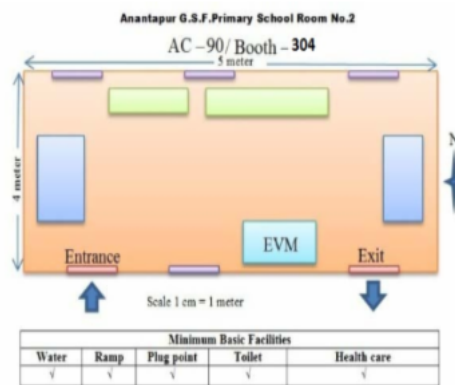 Anantapur G.S.F.Primary School Room No.2
AC -90/ Booth - 304
5 meter
4 meter
N
EVM
Entrance
Exit
Scale 1 cm = 1 meter
Minimum Basic Facilities
Water Ramp Plug point Toilet Health care
√ √ √ √ √